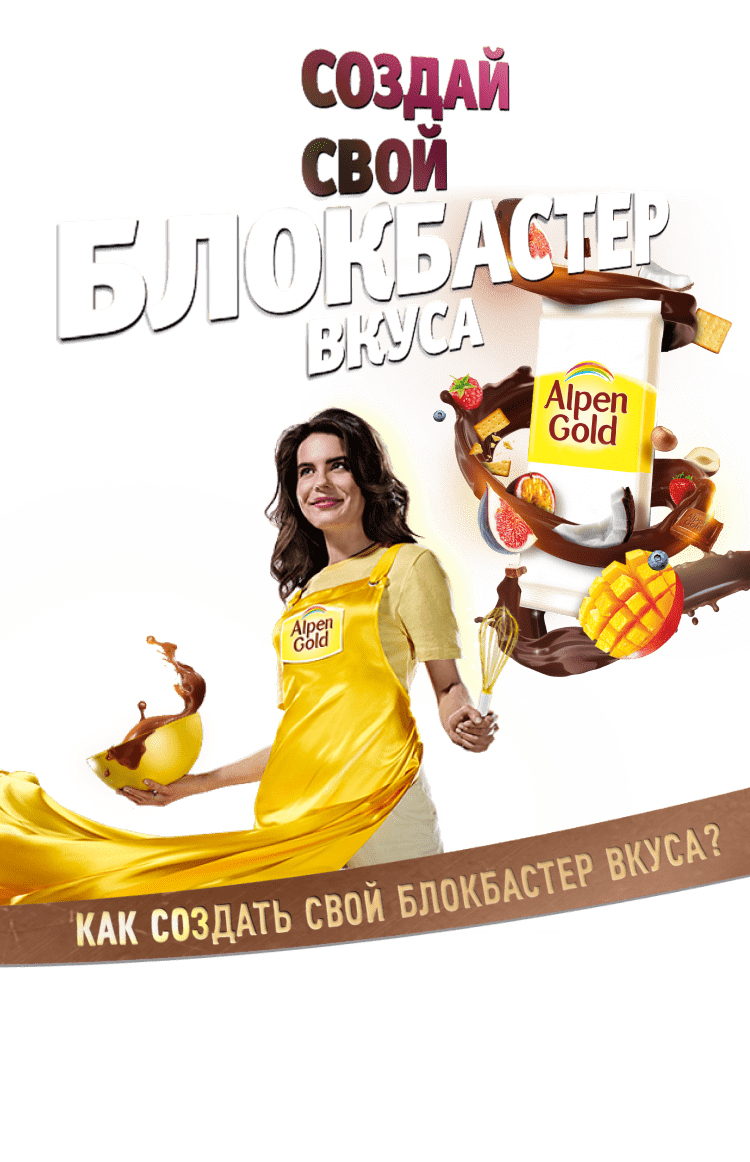 СОЗДАЙ
СВОЙ
БЛОКБАСТЕР
ВКУСА
Alpen
Gold
Alpen
Gold
КАК СОЗДАТЬ СВОЙ БЛОКБАСТЕР ВКУСА?